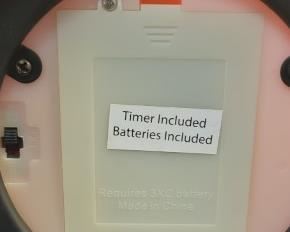 Timer Included
Batteries Included
Requires 3XC battery
Made in China